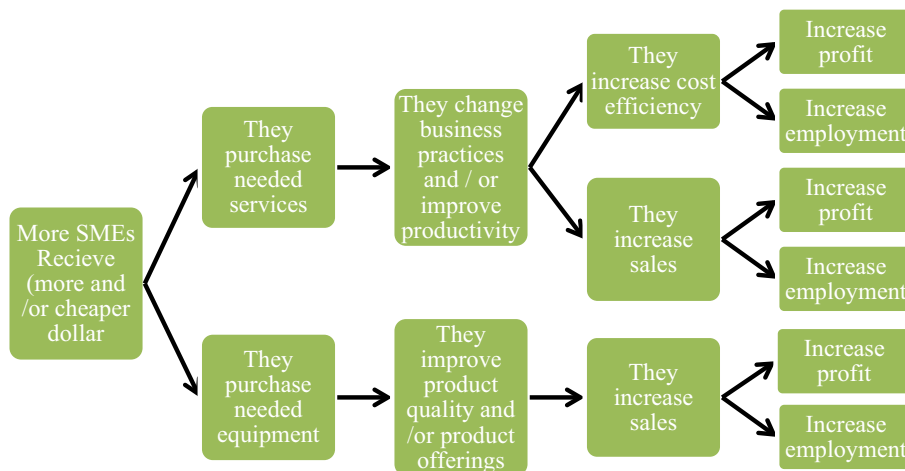 More SMEs
Recieve
(more and
/or cheaper
dollar
They
purchase
needed
services
They
purchase
needed
equipment
They change
business
practices
and / or
improve
productivity
They
improve
product
quality and
/or product
offerings
They
increase cost
efficiency
They
increase
sales
They
increase
sales
Increase
profit
Increase
employment
Increase
profit
Increase
employment
Increase
profit
Increase
employment